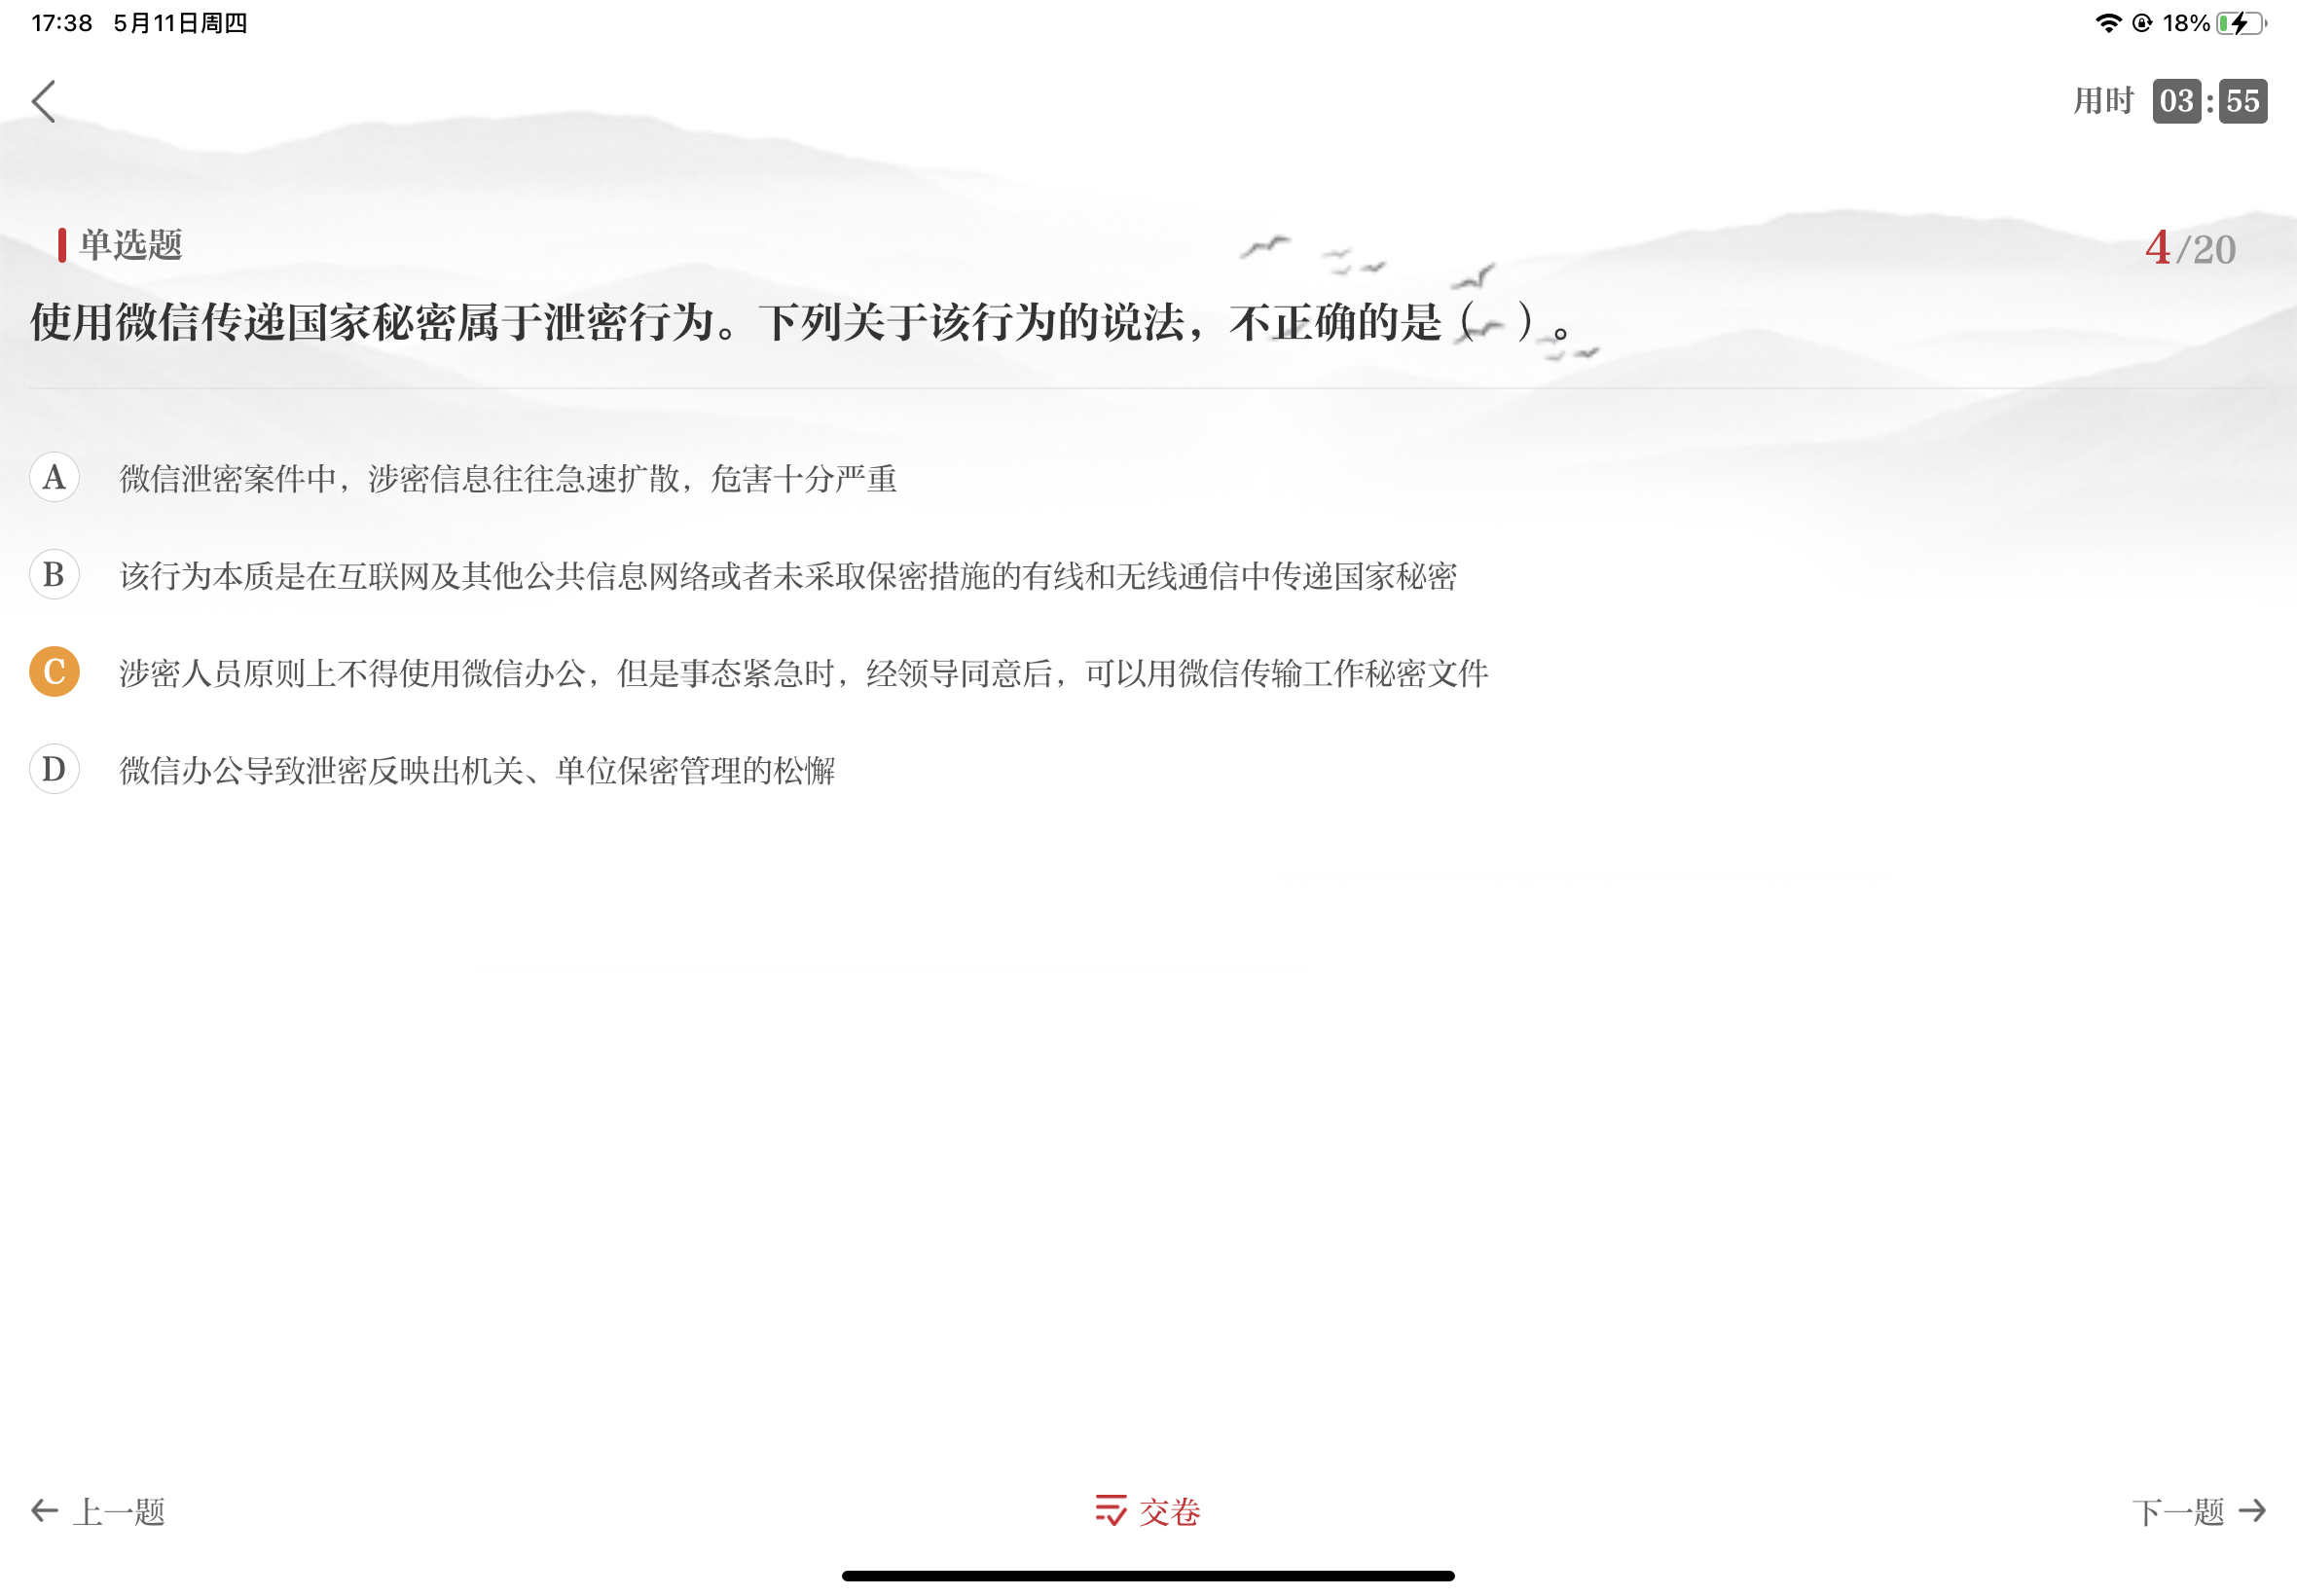 17:38 5月11日周四
18%
用时 03:55
单选题
4/20
使用微信传递国家秘密属于泄密行为。下列关于该行为的说法，不正确的是（ ）。
A 微信泄密案件中，涉密信息往往急速扩散，危害十分严重
B 该行为本质是在互联网及其他公共信息网络或者未采取保密措施的有线和无线通信中传递国家秘密
C 涉密人员原则上不得使用微信办公，但是事态紧急时，经领导同意后，可以用微信传输工作秘密文件
D 微信办公导致泄密反映出机关、单位保密管理的松懈
上一题 交卷 下一题